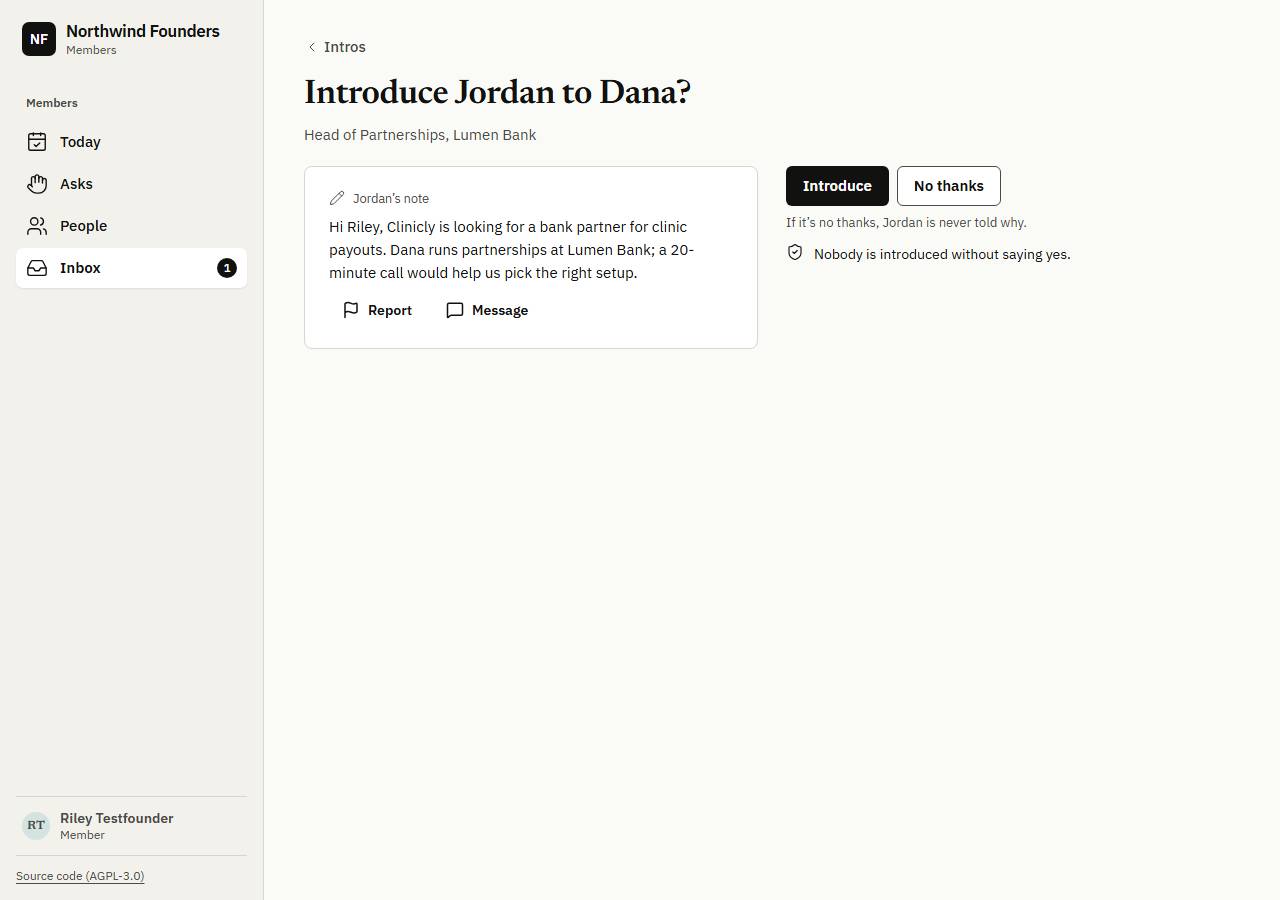 NF
Northwind Founders
Members
Members
Today
Asks
People
Inbox
1
Riley Testfounder
RT
Member
Source code (AGPL-3.0)
Intros
Introduce Jordan to Dana?
Head of Partnerships, Lumen Bank
Jordan’s note
Hi Riley, Clinicly is looking for a bank partner for clinic
payouts. Dana runs partnerships at Lumen Bank; a 20-
minute call would help us pick the right setup.
Report
Message
Introduce
No thanks
If it’s no thanks, Jordan is never told why.
Nobody is introduced without saying yes.